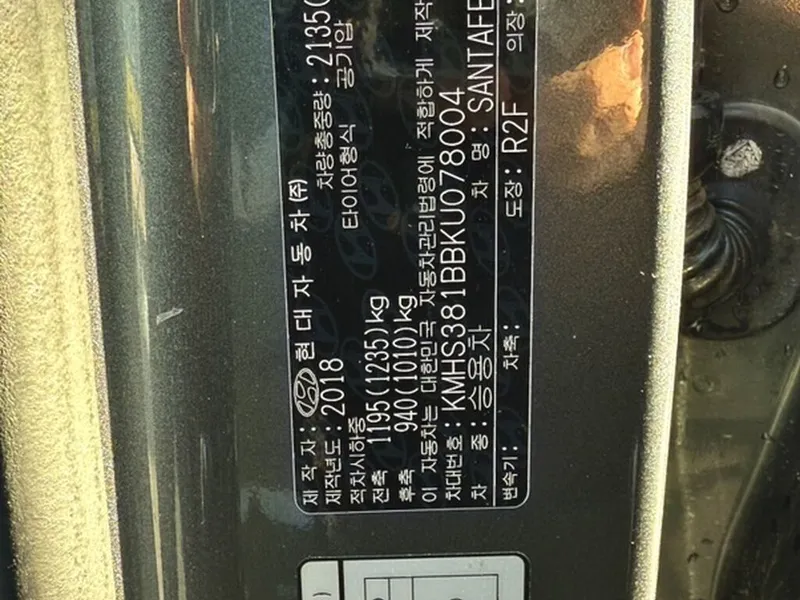 제 작 자 : 현 대 자 동 차 (주)
제작년도 : 2018 차량총중량 : 2135(
적차시하중 타이어형식 공기압
전축 1195(1235)kg
후축 940(1010)kg
이 자동차는 대한민국 자동차관리법령에 적합하게 제작
차대번호 : KMHS381BBKU078004
차 종 : 승용차 차 명 : SANTAFE
변속기 : 차축 : 도장 : R2F 의장 :